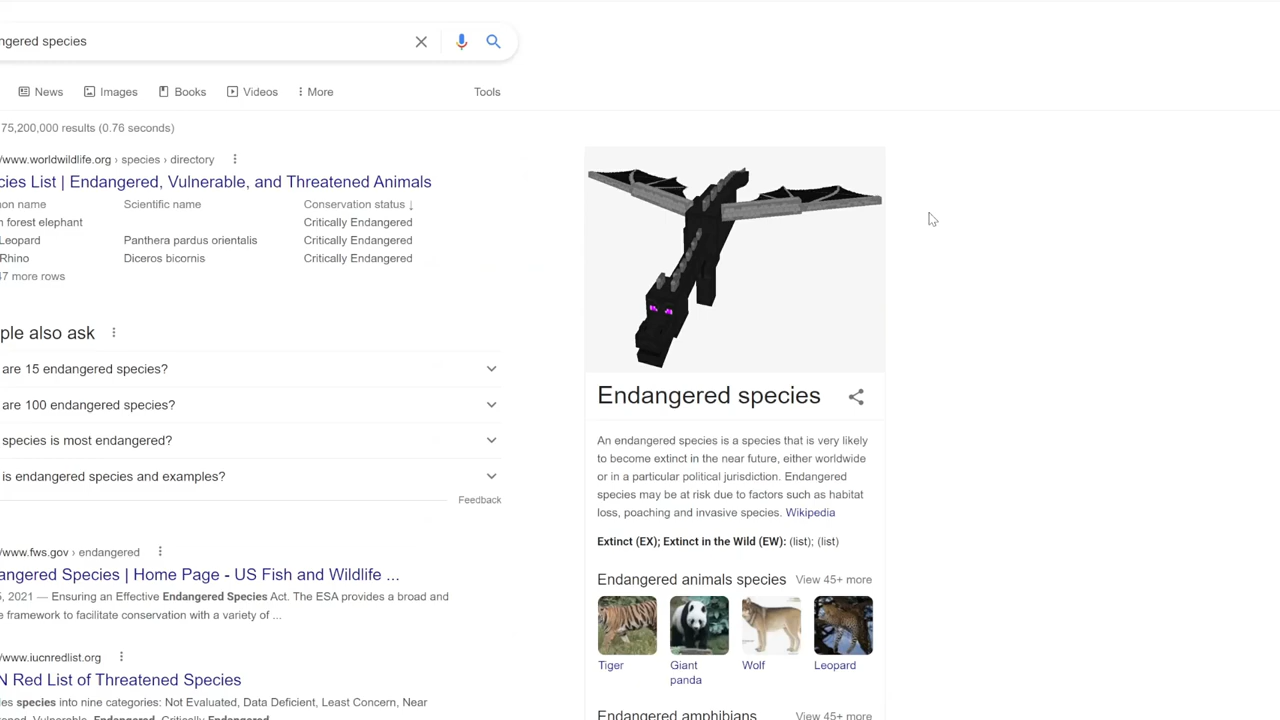 ngered species
News
Images
Books
Videos
More
Tools
75,200,000 results (0.76 seconds)
/www.worldwildlife.org › species › directory
cies List | Endangered, Vulnerable, and Threatened Animals
non name Scientific name Conservation status ↓
n forest elephant Critically Endangered
Leopard Panthera pardus orientalis Critically Endangered
Rhino Diceros bicornis Critically Endangered
47 more rows
ple also ask
are 15 endangered species?
are 100 endangered species?
species is most endangered?
is endangered species and examples?
Feedback
/www.fws.gov › endangered
angered Species | Home Page - US Fish and Wildlife ...
5, 2021 — Ensuring an Effective Endangered Species Act. The ESA provides a broad and
e framework to facilitate conservation with a variety of ...
/www.iucnredlist.org
N Red List of Threatened Species
ies species into nine categories: Not Evaluated, Data Deficient, Least Concern, Near
tened, Vulnerable, Endangered, Critically Endangered
Endangered species
An endangered species is a species that is very likely
to become extinct in the near future, either worldwide
or in a particular political jurisdiction. Endangered
species may be at risk due to factors such as habitat
loss, poaching and invasive species. Wikipedia
Extinct (EX); Extinct in the Wild (EW): (list); (list)
Endangered animals species View 45+ more
Tiger
Giant
panda
Wolf
Leopard
Endangered amphibians View 45+ more